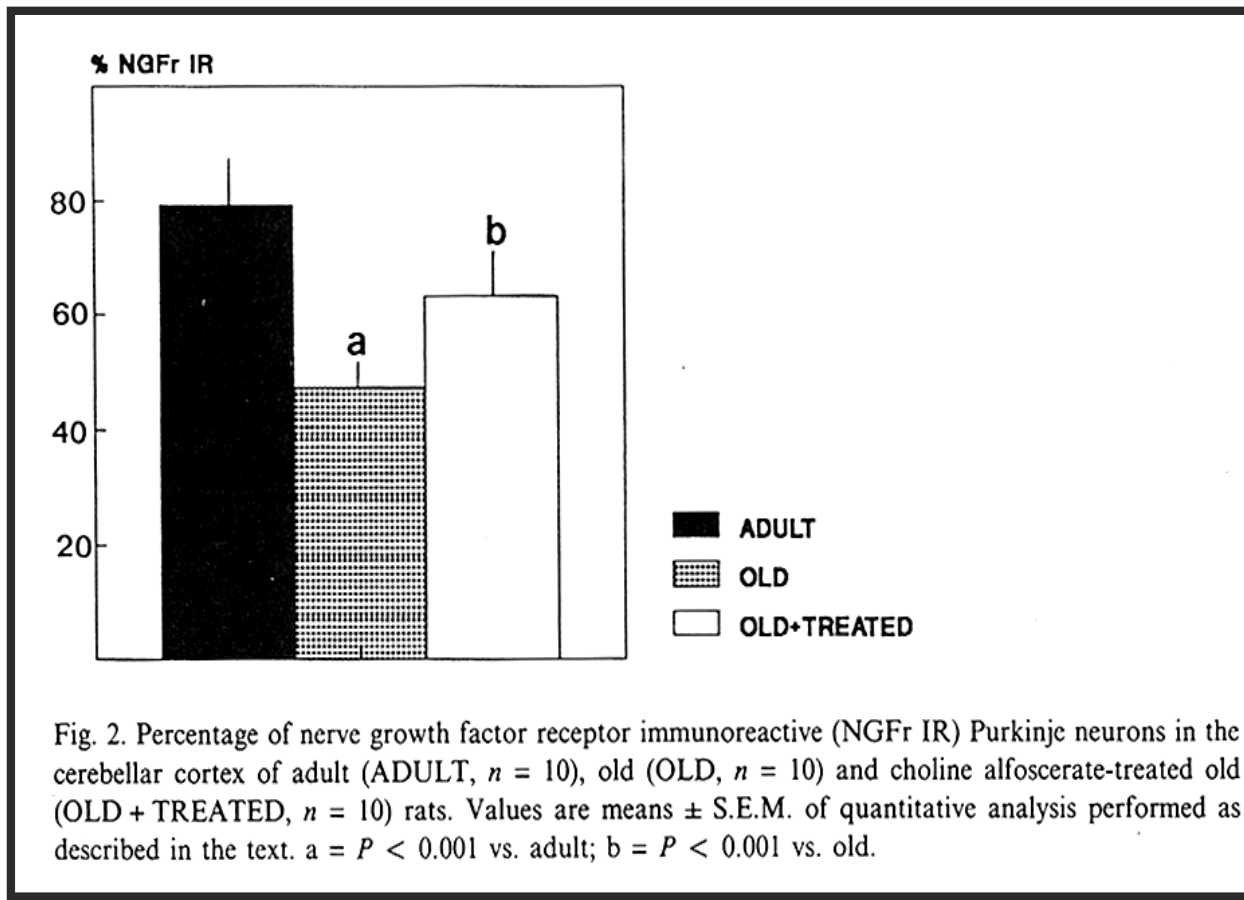 % NGFr IR
80
60
40
20
a
b
ADULT
OLD
OLD+TREATED
Fig. 2. Percentage of nerve growth factor receptor immunoreactive (NGFr IR) Purkinje neurons in the
cerebellar cortex of adult (ADULT, n = 10), old (OLD, n = 10) and choline alfoscerate-treated old
(OLD + TREATED, n = 10) rats. Values are means ± S.E.M. of quantitative analysis performed as
described in the text. a = P < 0.001 vs. adult; b = P < 0.001 vs. old.